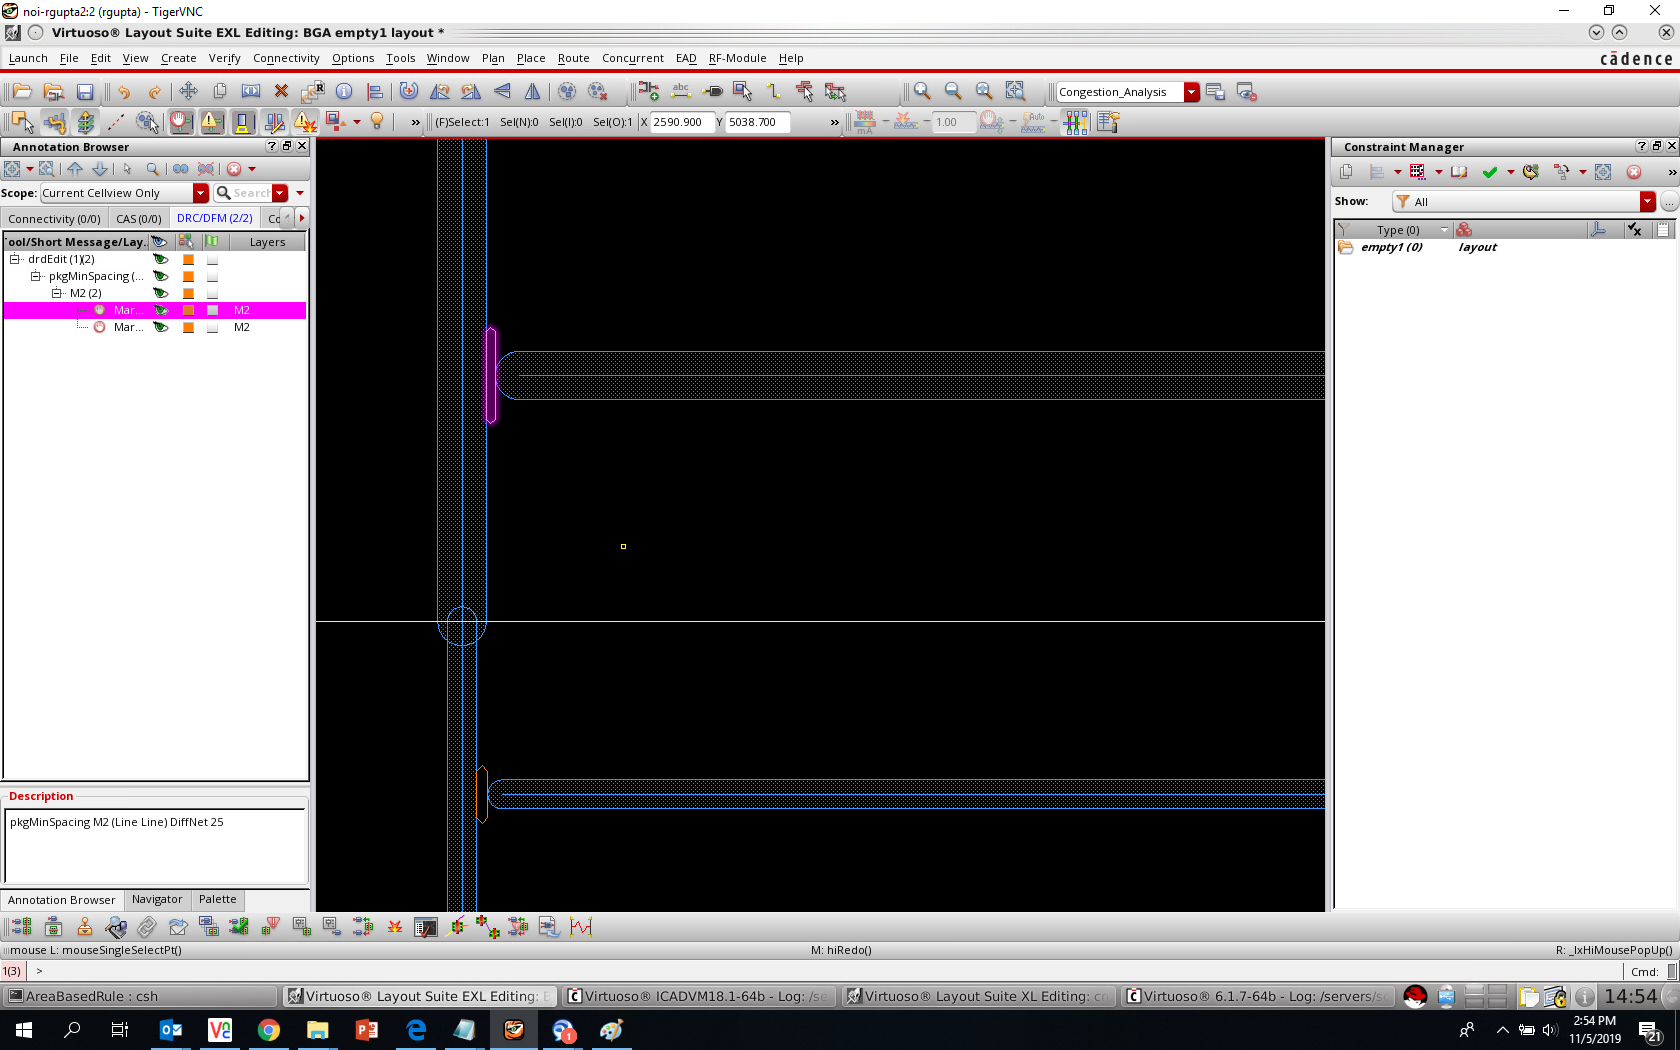 noi-rgupta2:2 (rgupta) - TigerVNC
Virtuoso® Layout Suite EXL Editing: BGA empty1 layout *
Launch File Edit View Create Verify Connectivity Options Tools Window Plan Place Route Concurrent EAD RF-Module Help
cādence
Congestion_Analysis
(F)Select:1 Sel(N):0 Sel(I):0 Sel(O):1 X 2590.900 Y 5038.700
mA
1.00
Auto
Annotation Browser
Constraint Manager
Scope: Current Cellview Only Search
Show: All
Connectivity (0/0) CAS (0/0) DRC/DFM (2/2) Co
'ool/Short Message/Lay. Layers
Type (0)
empty1 (0) layout
drdEdit (1)(2)
pkgMinSpacing (...
M2 (2)
Mar... M2
Mar... M2
Description
pkgMinSpacing M2 (Line Line) DiffNet 25
Annotation Browser Navigator Palette
mouse L: mouseSingleSelectPt() M: hiRedo() R: _lxHiMousePopUp()
1(3) > Cmd:
AreaBasedRule : csh
Virtuoso® Layout Suite EXL Editing: B
Virtuoso® ICADVM18.1-64b - Log: /se
Virtuoso® Layout Suite XL Editing: cr
Virtuoso® 6.1.7-64b - Log: /servers/se
14:54
2:54 PM
11/5/2019
1
21